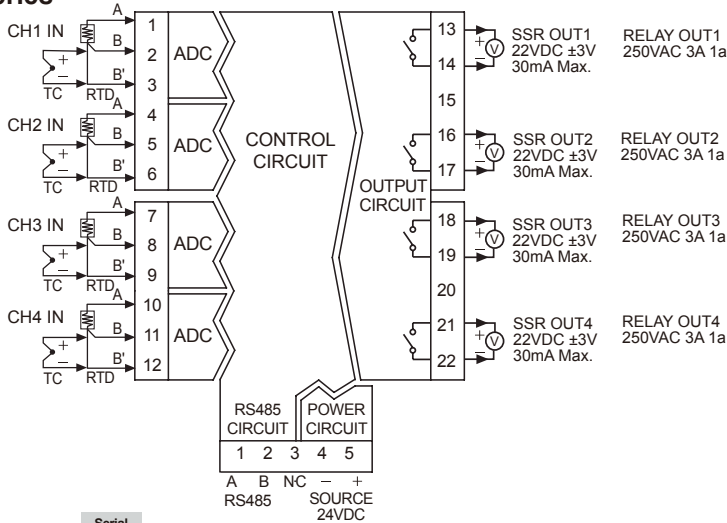 CH1 IN
A
B
B'
+
−
TC
RTD
1
2
3
ADC
CH2 IN
A
B
B'
+
−
TC
RTD
4
5
6
ADC
CH3 IN
A
B
B'
+
−
TC
RTD
7
8
9
ADC
CH4 IN
A
B
B'
+
−
TC
RTD
10
11
12
ADC
CONTROL
CIRCUIT
OUTPUT
CIRCUIT
13
14
15
16
17
18
19
20
21
22
+
−
V
SSR OUT1
22VDC ±3V
30mA Max.
RELAY OUT1
250VAC 3A 1a
+
−
V
SSR OUT2
22VDC ±3V
30mA Max.
RELAY OUT2
250VAC 3A 1a
+
−
V
SSR OUT3
22VDC ±3V
30mA Max.
RELAY OUT3
250VAC 3A 1a
+
−
V
SSR OUT4
22VDC ±3V
30mA Max.
RELAY OUT4
250VAC 3A 1a
RS485
CIRCUIT
POWER
CIRCUIT
1 2 3 4 5
A B NC − +
RS485
SOURCE
24VDC